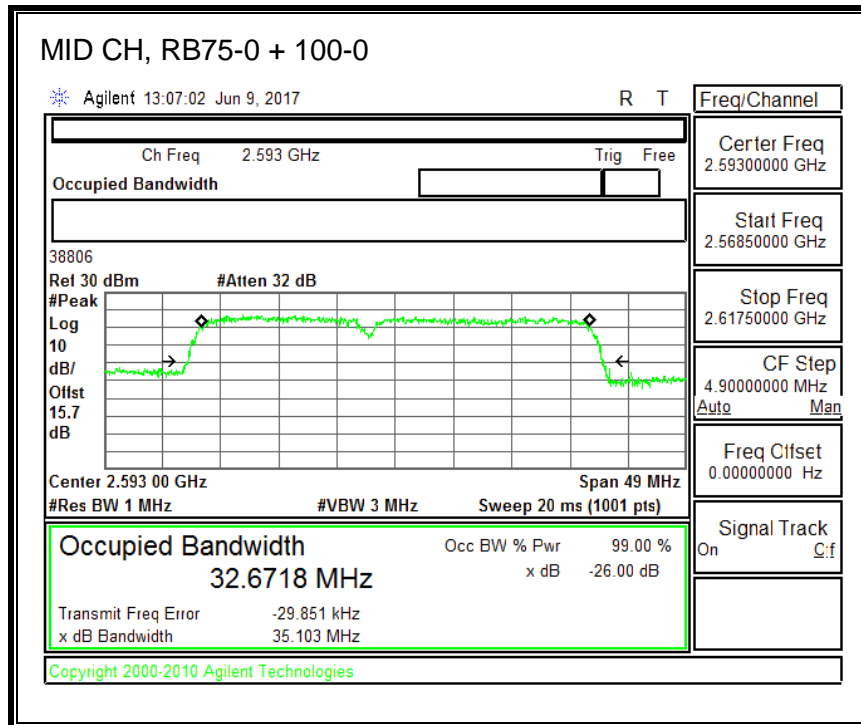 MID CH, RB75-0 + 100-0
Agilent 13:07:02 Jun 9, 2017 R T
Freq/Channel
Ch Freq 2.593 GHz Trig Free
Occupied Bandwidth
Center Freq
2.59300000 GHz
Start Freq
2.56850000 GHz
Stop Freq
2.61750000 GHz
CF Step
4.90000000 MHz
Auto Man
Freq Offset
0.00000000 Hz
Signal Track
On Off
38806
Ref 30 dBm #Atten 32 dB
#Peak
Log
10
dB/
Offst
15.7
dB
Center 2.593 00 GHz Span 49 MHz
#Res BW 1 MHz #VBW 3 MHz Sweep 20 ms (1001 pts)
Occupied Bandwidth Occ BW % Pwr 99.00 %
32.6718 MHz x dB -26.00 dB
Transmit Freq Error -29.851 kHz
x dB Bandwidth 35.103 MHz
Copyright 2000-2010 Agilent Technologies